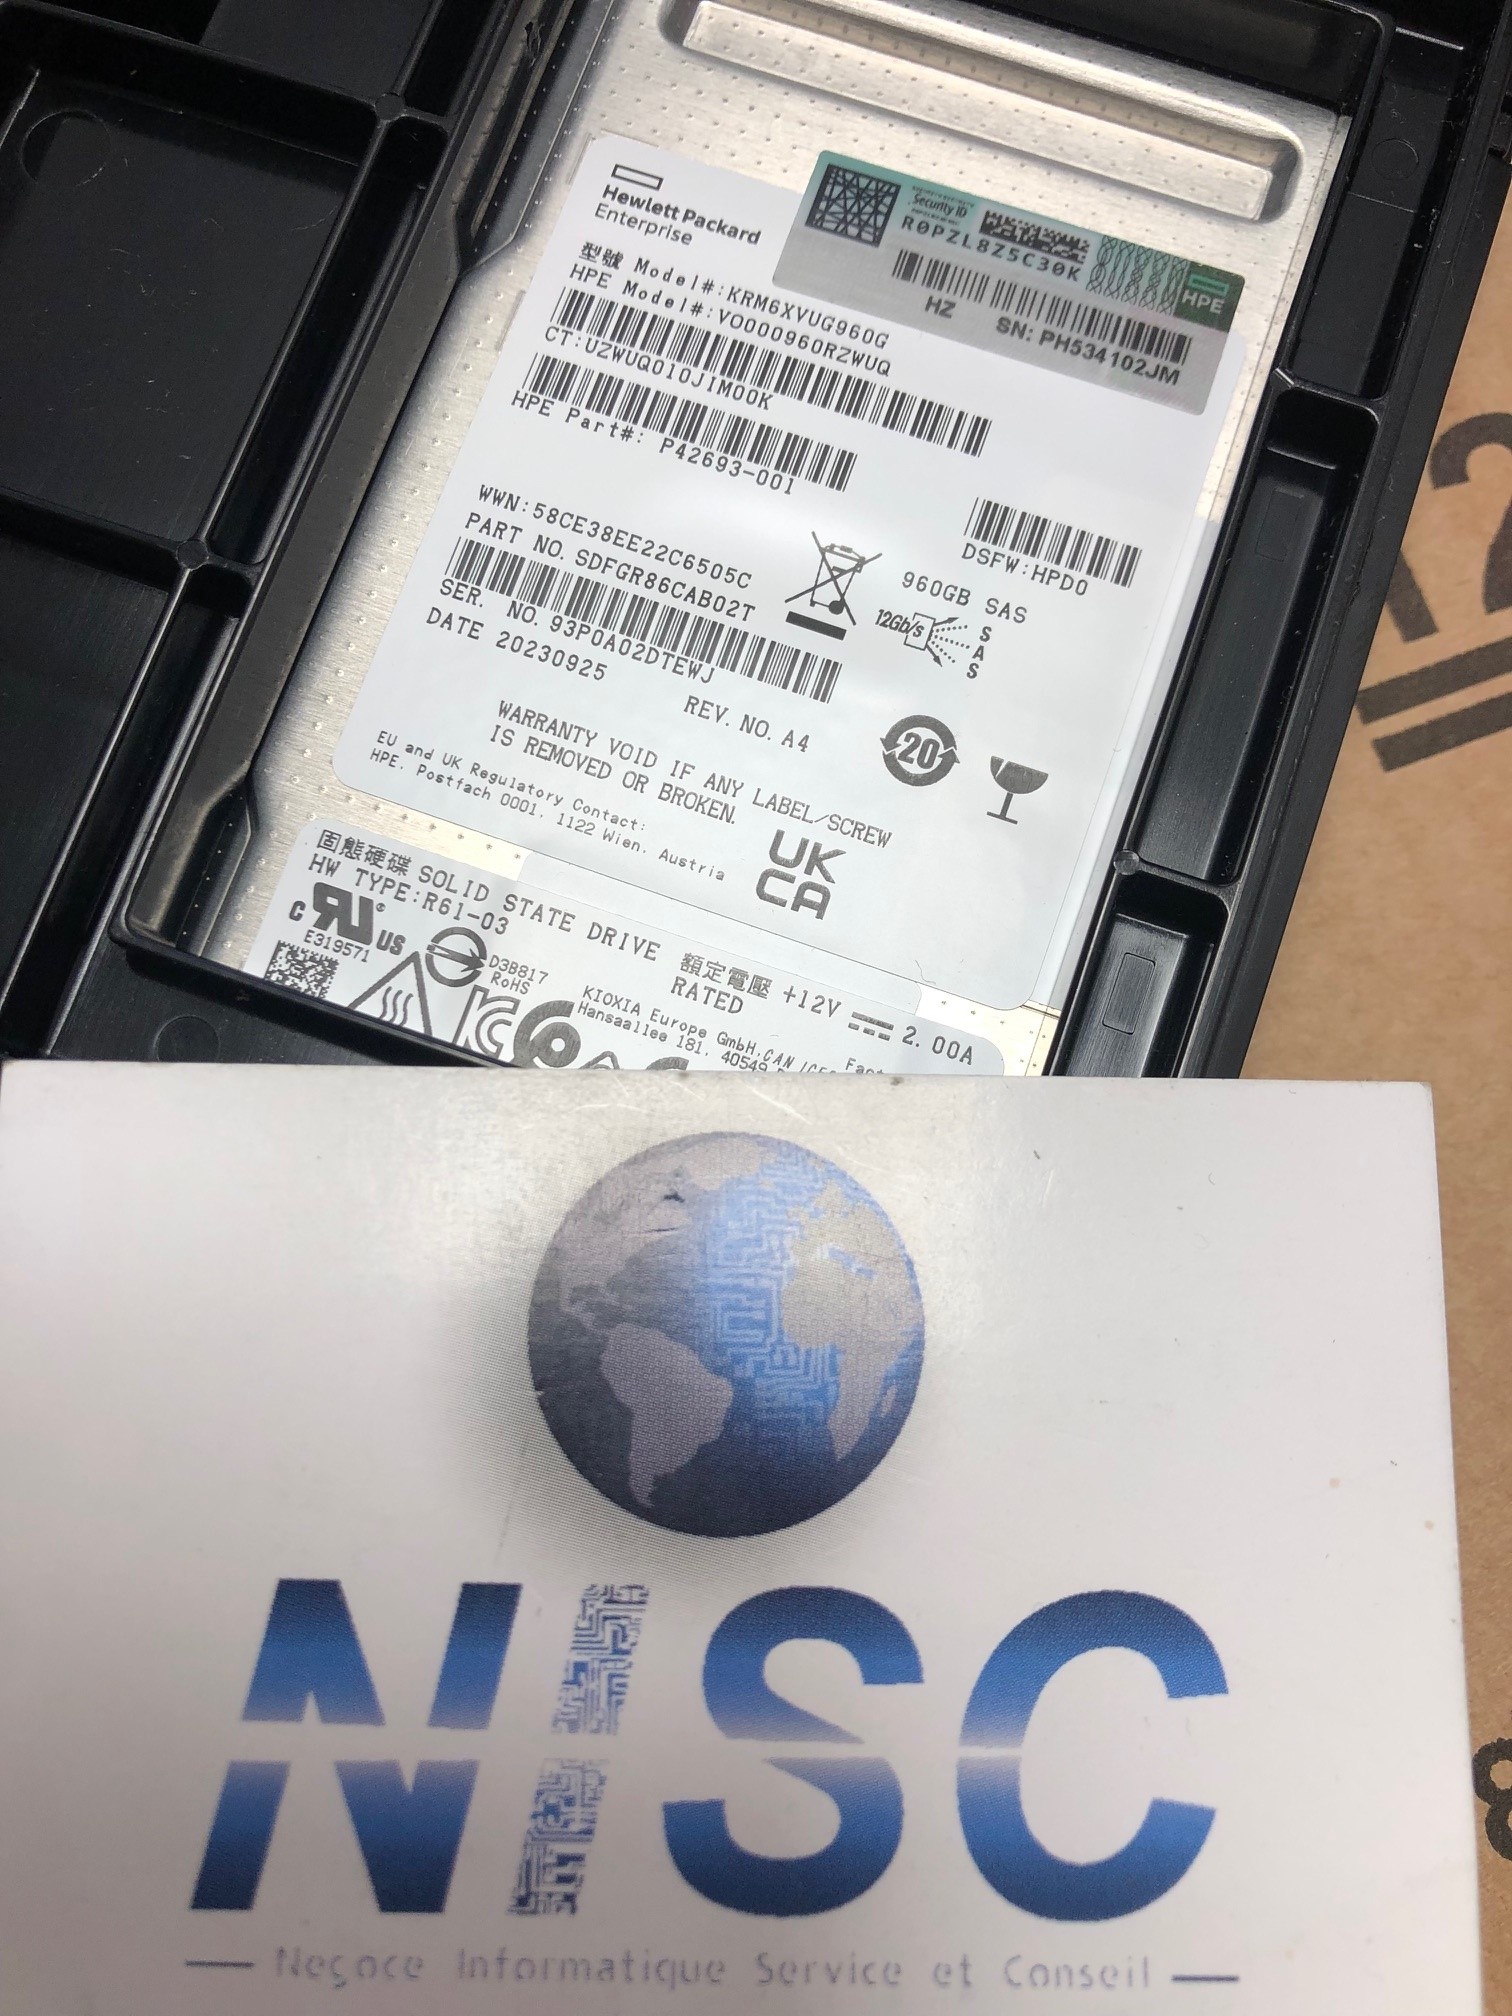 Hewlett Packard
Enterprise
Security ID
R0PZL8Z5C30K
HPE
HZ SN: PH534102JM
型號 Model#:KRM6XVUG960G
HPE Model#:VO000960RZWUQ
CT:UZWUQ010JIM00K
HPE Part#: P42693-001
DSFW:HPD0
WWN:58CE38EE22C6505C
PART NO. SDFGR86CAB02T
960GB SAS
12Gb/s
SAS
SER. NO. 93P0A02DTEWJ
DATE 20230925
REV. NO. A4
20
WARRANTY VOID IF ANY LABEL/SCREW
IS REMOVED OR BROKEN.
EU and UK Regulatory Contact:
HPE, Postfach 0001, 1122 Wien, Austria
UK
CA
固態硬碟 SOLID STATE DRIVE
HW TYPE:R61-03
額定電壓 +12V 2.00A
RATED
c RU US
E319571
D3B817
RoHS
KIOXIA Europe GmbH,
Hansaallee 181, 40549
12
8
NISC
Negoce Informatique Service et Conseil